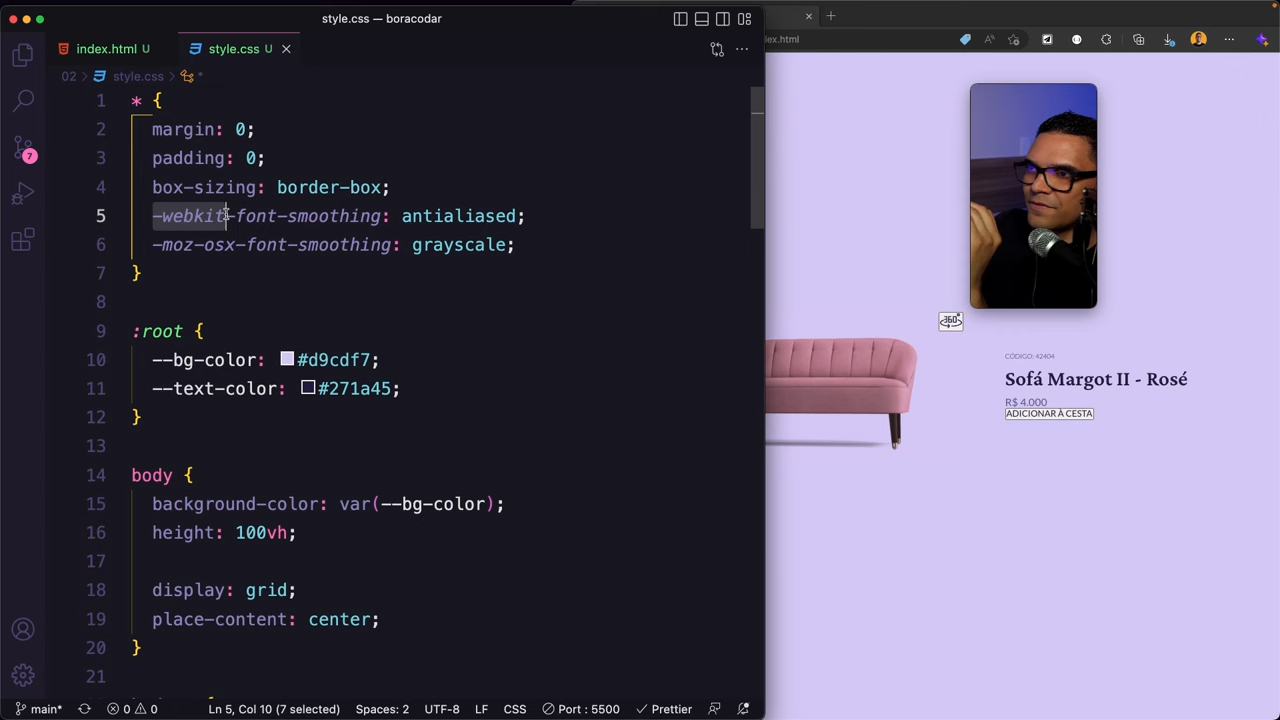 style.css — boracodar
index.html U
style.css U
02 > style.css > *
1 * {
2 margin: 0;
3 padding: 0;
4 box-sizing: border-box;
5 -webkit-font-smoothing: antialiased;
6 -moz-osx-font-smoothing: grayscale;
7 }
8
9 :root {
10 --bg-color: #d9cdf7;
11 --text-color: #271a45;
12 }
13
14 body {
15 background-color: var(--bg-color);
16 height: 100vh;
17
18 display: grid;
19 place-content: center;
20 }
21
7
main*
0 0
Ln 5, Col 10 (7 selected)
Spaces: 2
UTF-8
LF
CSS
Port : 5500
Prettier
dex.html
360°
CÓDIGO: 42404
Sofá Margot II - Rosé
R$ 4.000
ADICIONAR À CESTA